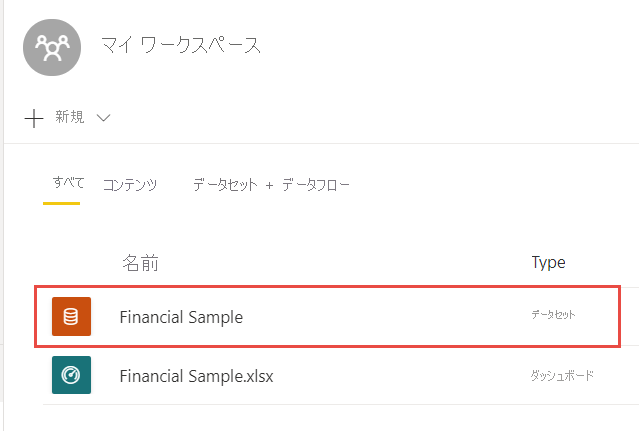 マイ ワークスペース
新規
すべて コンテンツ データセット + データフロー
名前 Type
Financial Sample データセット
Financial Sample.xlsx ダッシュボード